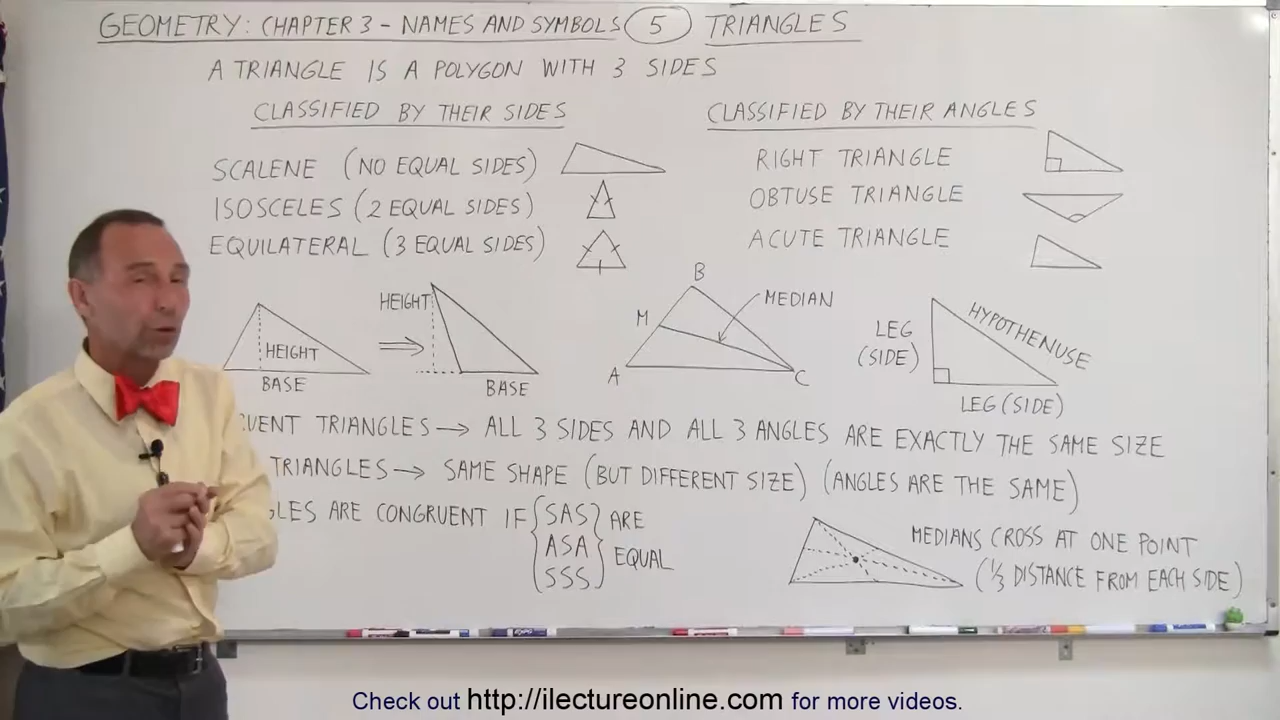 GEOMETRY: CHAPTER 3 - NAMES AND SYMBOLS 5 TRIANGLES
A TRIANGLE IS A POLYGON WITH 3 SIDES
CLASSIFIED BY THEIR SIDES
SCALENE (NO EQUAL SIDES)
ISOSCELES (2 EQUAL SIDES)
EQUILATERAL (3 EQUAL SIDES)
CLASSIFIED BY THEIR ANGLES
RIGHT TRIANGLE
OBTUSE TRIANGLE
ACUTE TRIANGLE
HEIGHT
BASE
HEIGHT
BASE
B
M
MEDIAN
A
C
LEG
(SIDE)
HYPOTHENUSE
LEG (SIDE)
UENT TRIANGLES → ALL 3 SIDES AND ALL 3 ANGLES ARE EXACTLY THE SAME SIZE
TRIANGLES → SAME SHAPE (BUT DIFFERENT SIZE) (ANGLES ARE THE SAME)
GLES ARE CONGRUENT IF { SAS } ARE
ASA EQUAL
SSS
MEDIANS CROSS AT ONE POINT
(1/3 DISTANCE FROM EACH SIDE)
Check out http://ilectureonline.com for more videos.